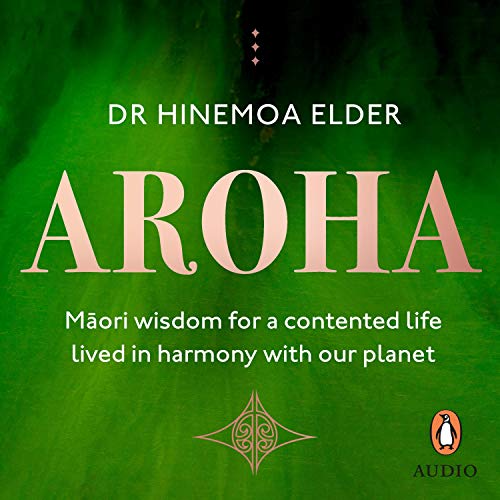 DR HINEMOA ELDER
AROHA
Māori wisdom for a contented life
lived in harmony with our planet
AUDIO